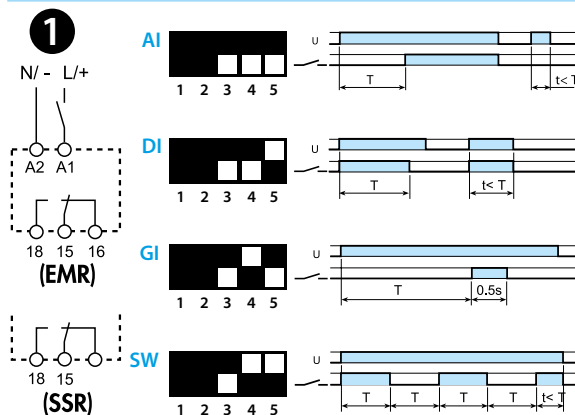 1
N/ - L/+
A2 A1
18 15 16
(EMR)
18 15
(SSR)
AI
1 2 3 4 5
U
T
t< T
DI
1 2 3 4 5
U
T
t< T
GI
1 2 3 4 5
U
T
0.5s
SW
1 2 3 4 5
U
T T T T t< T